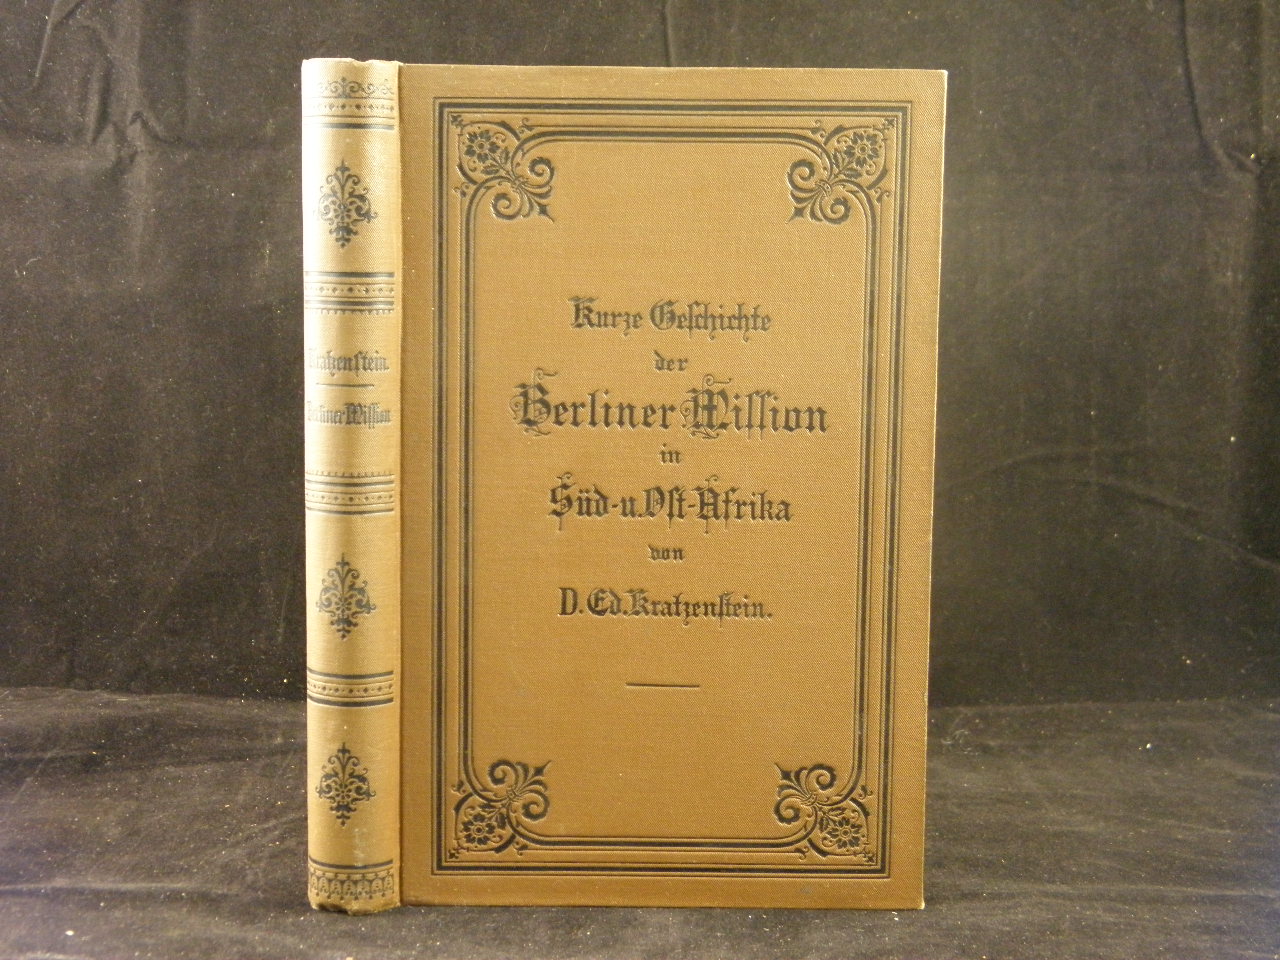 Kratzenstein.
Berliner Mission
Kurze Geschichte
der
Berliner Mission
in
Süd-u. Ost-Afrika
von
D. Ed. Kratzenstein.